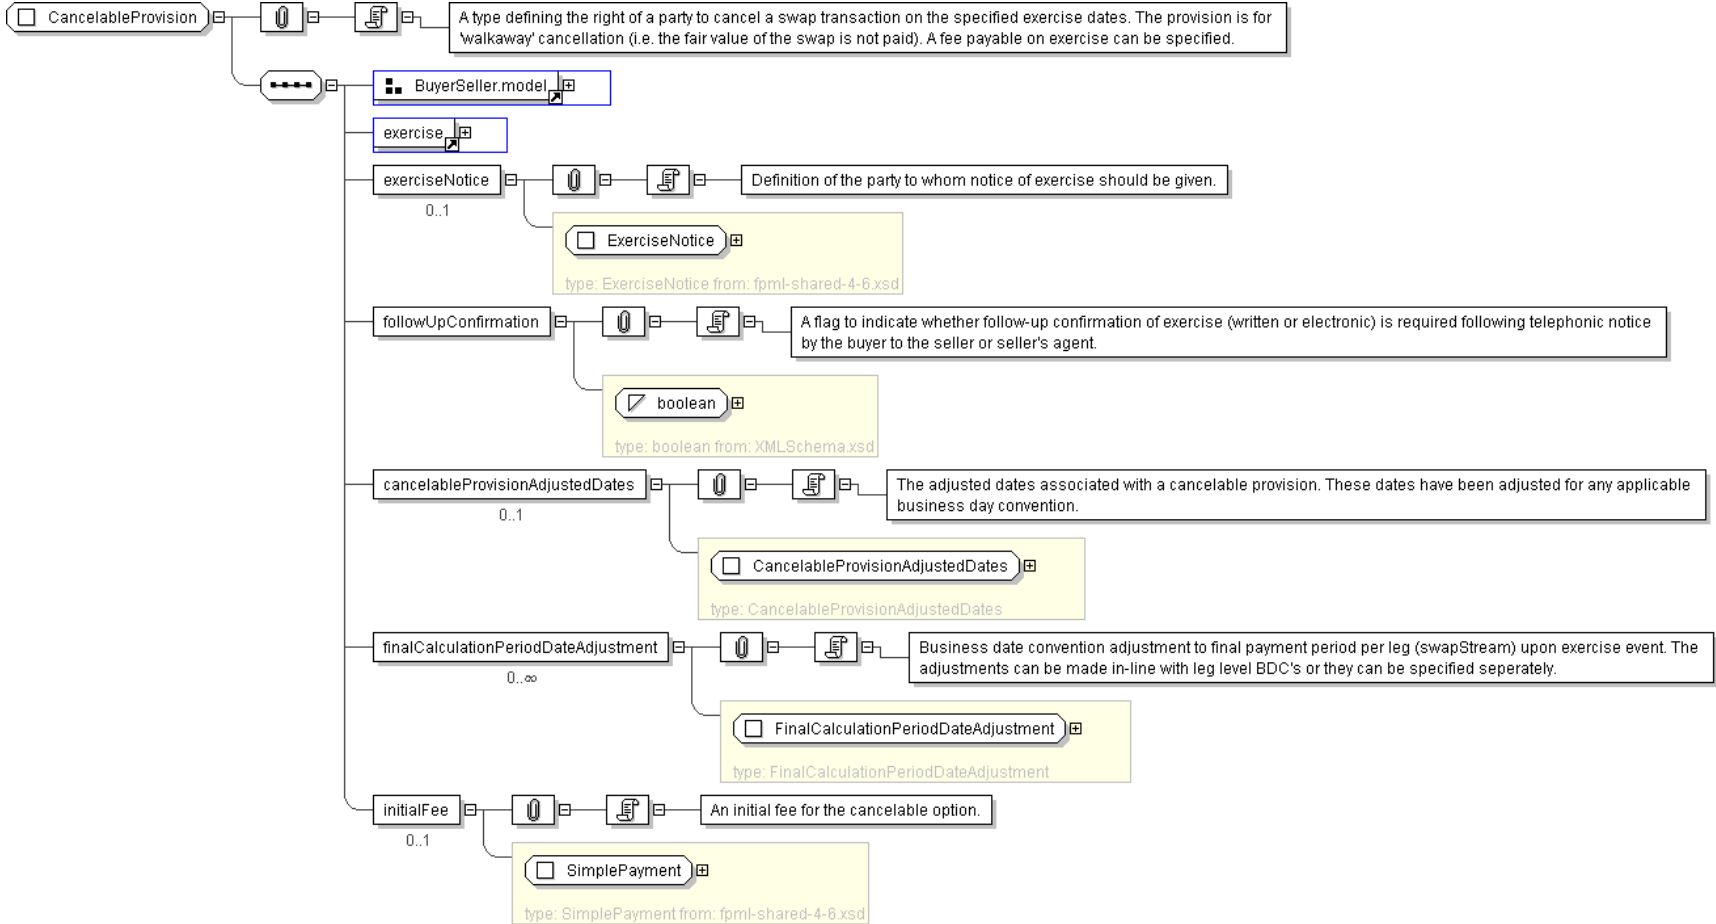 CancelableProvision
A type defining the right of a party to cancel a swap transaction on the specified exercise dates. The provision is for
'walkaway' cancellation (i.e. the fair value of the swap is not paid). A fee payable on exercise can be specified.
BuyerSeller.model
exercise
exerciseNotice
Definition of the party to whom notice of exercise should be given.
0..1
ExerciseNotice
type: ExerciseNotice from: fpml-shared-4-6.xsd
followUpConfirmation
A flag to indicate whether follow-up confirmation of exercise (written or electronic) is required following telephonic notice
by the buyer to the seller or seller's agent.
boolean
type: boolean from: XMLSchema.xsd
cancelableProvisionAdjustedDates
The adjusted dates associated with a cancelable provision. These dates have been adjusted for any applicable
business day convention.
0..1
CancelableProvisionAdjustedDates
type: CancelableProvisionAdjustedDates
finalCalculationPeriodDateAdjustment
Business date convention adjustment to final payment period per leg (swapStream) upon exercise event. The
adjustments can be made in-line with leg level BDC's or they can be specified seperately.
0..∞
FinalCalculationPeriodDateAdjustment
type: FinalCalculationPeriodDateAdjustment
initialFee
An initial fee for the cancelable option.
0..1
SimplePayment
type: SimplePayment from: fpml-shared-4-6.xsd